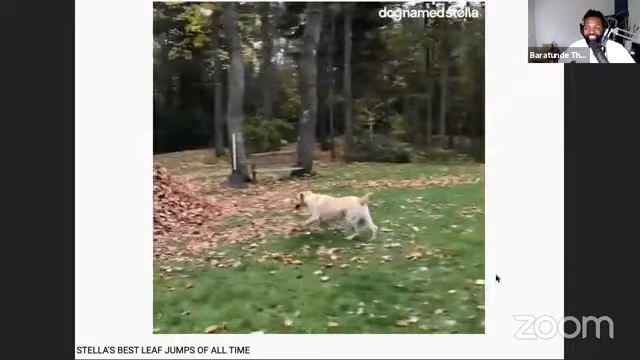 dognamedstella
Baratunde Th...
zoom
STELLA'S BEST LEAF JUMPS OF ALL TIME